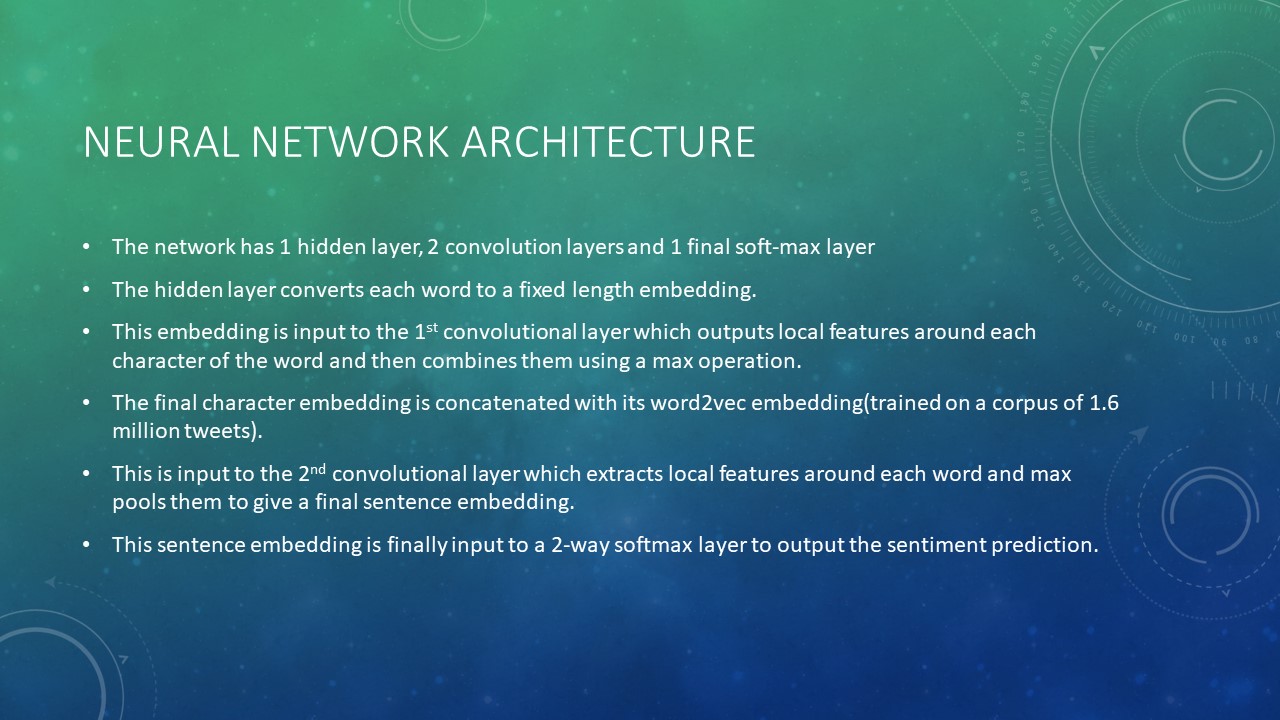 NEURAL NETWORK ARCHITECTURE
• The network has 1 hidden layer, 2 convolution layers and 1 final soft-max layer
• The hidden layer converts each word to a fixed length embedding.
• This embedding is input to the 1st convolutional layer which outputs local features around each
character of the word and then combines them using a max operation.
• The final character embedding is concatenated with its word2vec embedding(trained on a corpus of 1.6
million tweets).
• This is input to the 2nd convolutional layer which extracts local features around each word and max
pools them to give a final sentence embedding.
• This sentence embedding is finally input to a 2-way softmax layer to output the sentiment prediction.